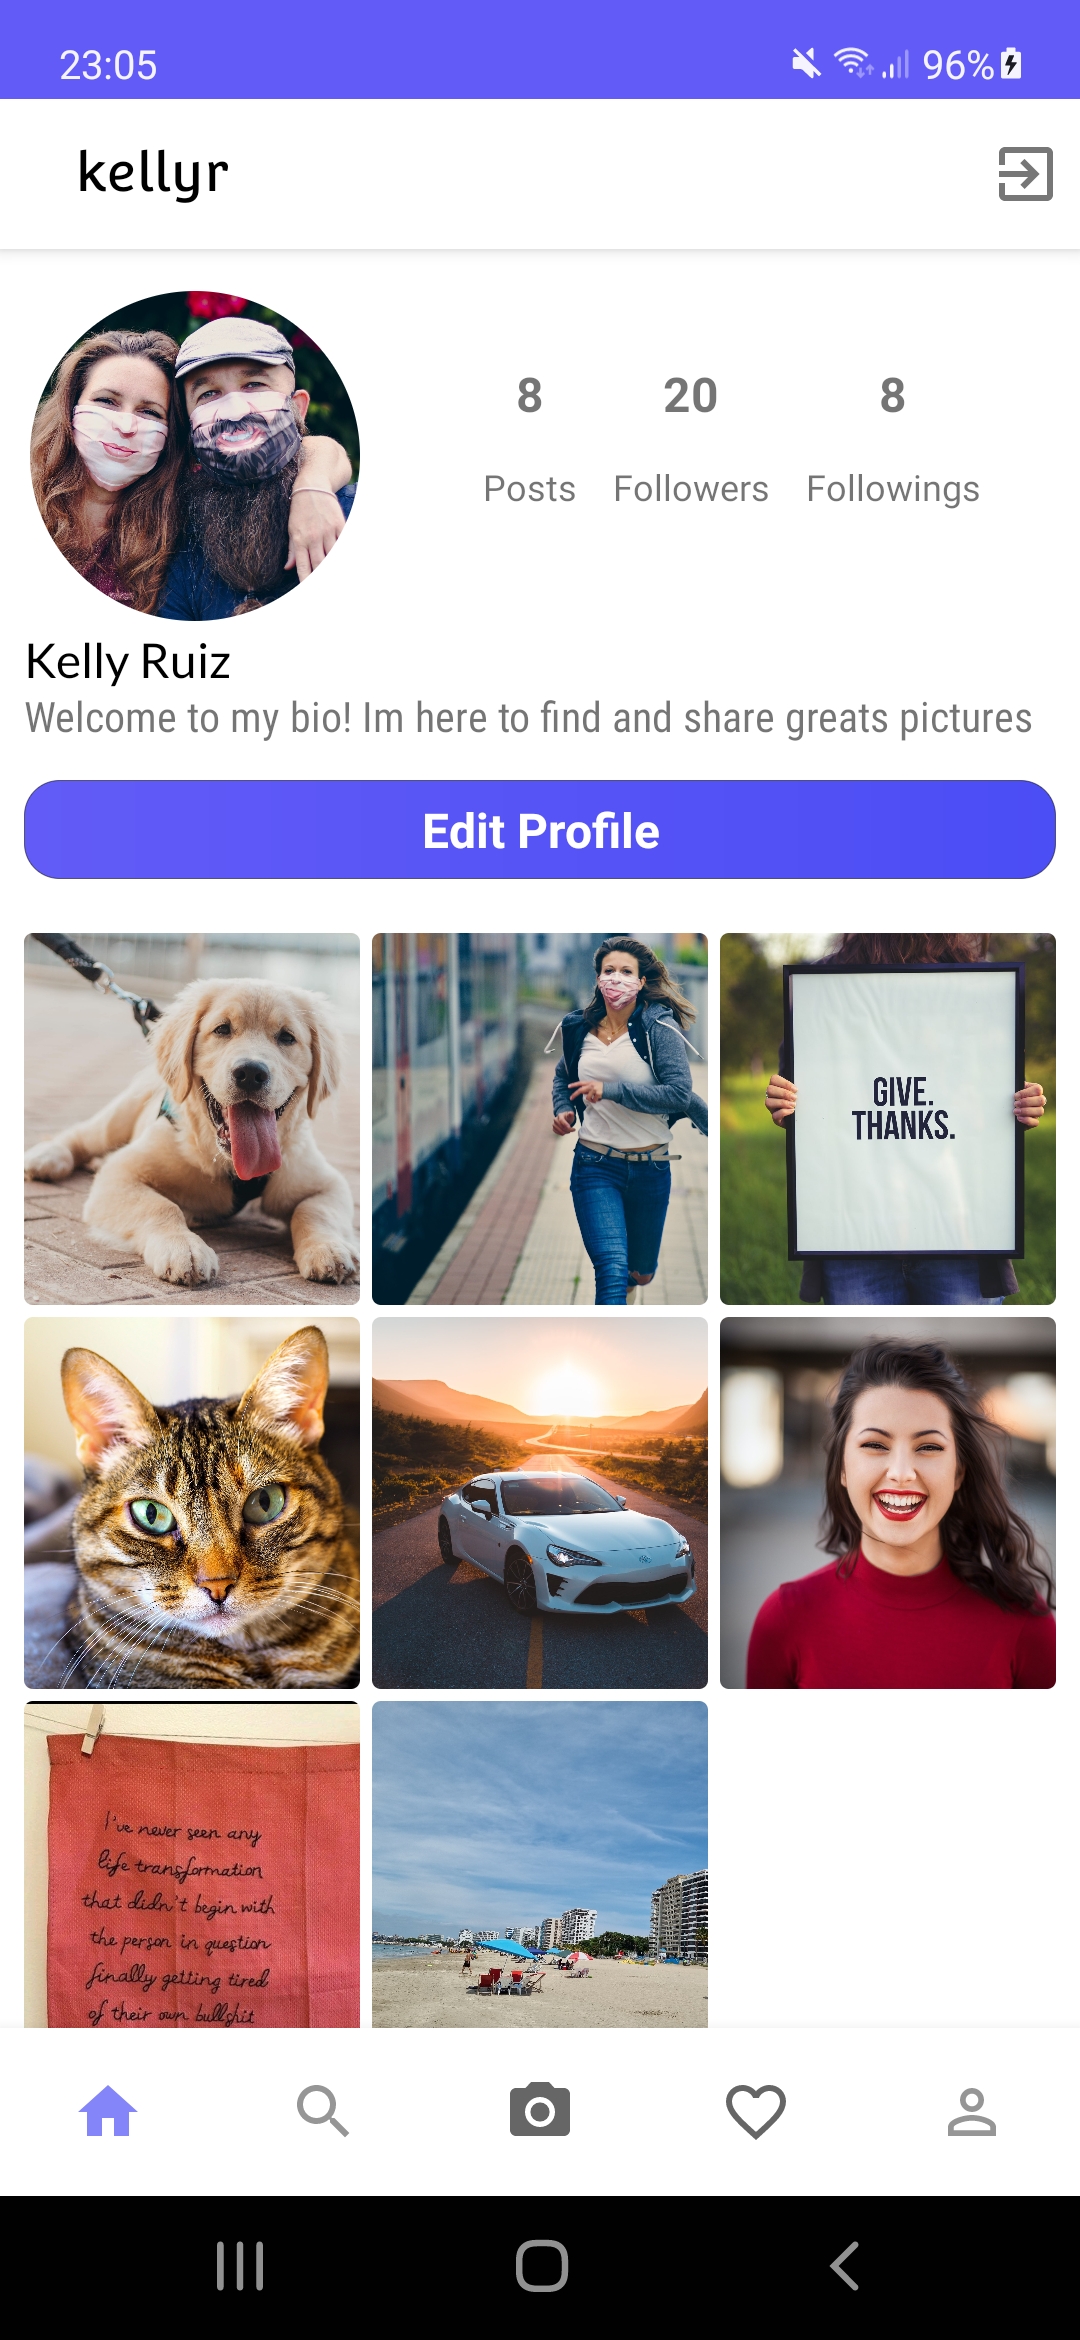 23:05
96%
kellyr
8
20
8
Posts
Followers
Followings
Kelly Ruiz
Welcome to my bio! Im here to find and share greats pictures
Edit Profile
GIVE.
THANKS.
I've never seen any
life transformation
that didn't begin with
the person in question
finally getting tired
of their own bullshit